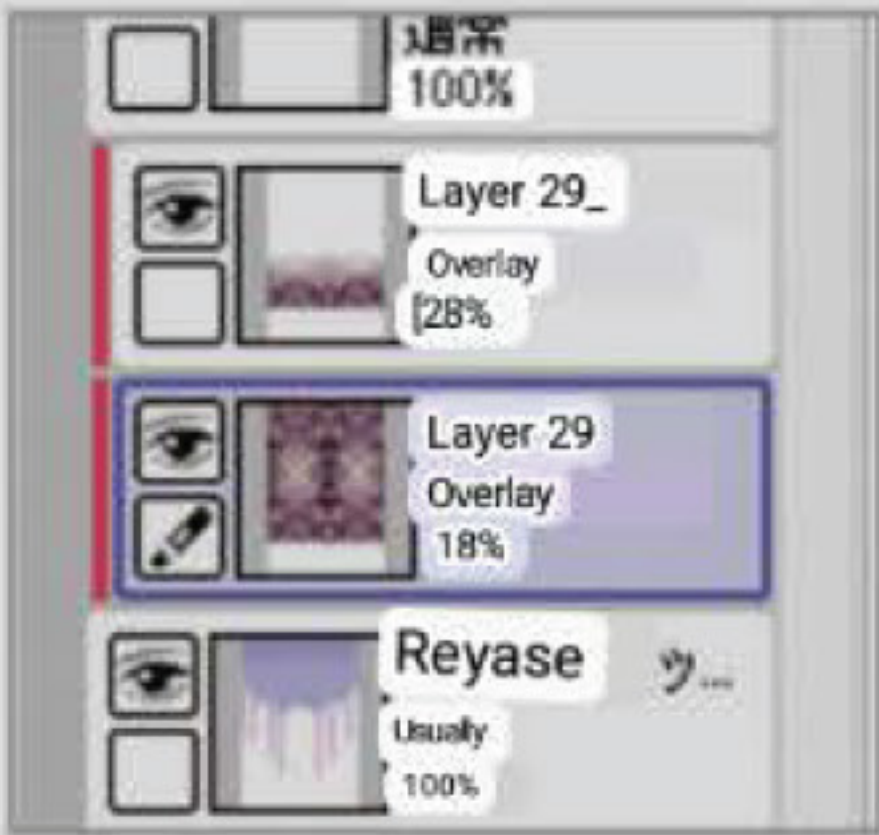 100%
Layer 29_
Overlay
[28%
Layer 29
Overlay
18%
Reyase ツ...
Usually
100%